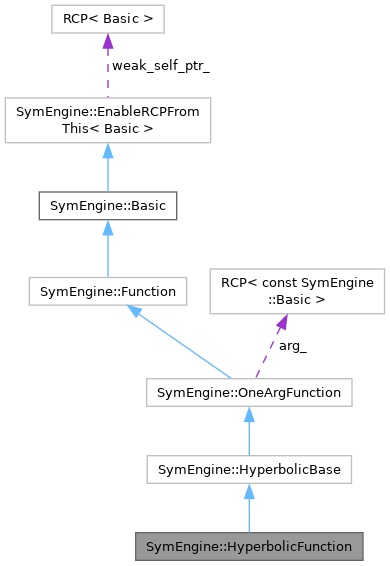 RCP< Basic >
weak_self_ptr_
SymEngine::EnableRCPFrom
This< Basic >
SymEngine::Basic
SymEngine::Function
RCP< const SymEngine
::Basic >
arg_
SymEngine::OneArgFunction
SymEngine::HyperbolicBase
SymEngine::HyperbolicFunction